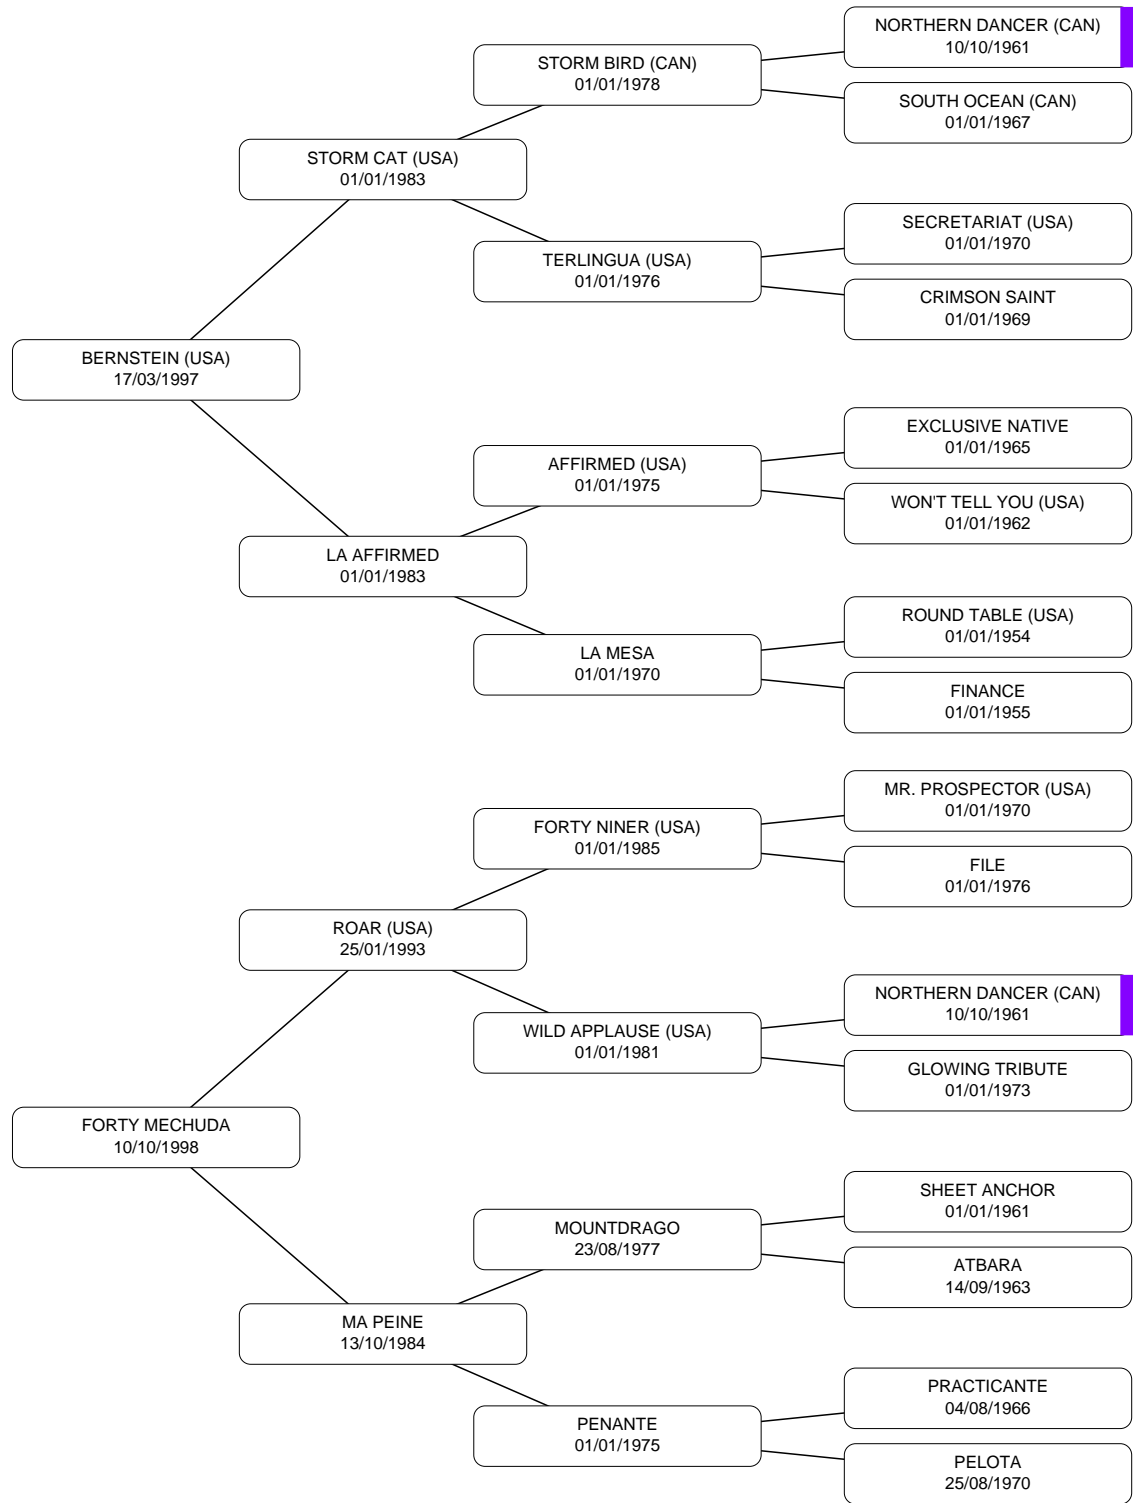 NORTHERN DANCER (CAN)
10/10/1961
STORM BIRD (CAN)
01/01/1978
SOUTH OCEAN (CAN)
01/01/1967
STORM CAT (USA)
01/01/1983
SECRETARIAT (USA)
01/01/1970
TERLINGUA (USA)
01/01/1976
CRIMSON SAINT
01/01/1969
BERNSTEIN (USA)
17/03/1997
EXCLUSIVE NATIVE
01/01/1965
AFFIRMED (USA)
01/01/1975
WON'T TELL YOU (USA)
01/01/1962
LA AFFIRMED
01/01/1983
ROUND TABLE (USA)
01/01/1954
LA MESA
01/01/1970
FINANCE
01/01/1955
MR. PROSPECTOR (USA)
01/01/1970
FORTY NINER (USA)
01/01/1985
FILE
01/01/1976
ROAR (USA)
25/01/1993
NORTHERN DANCER (CAN)
10/10/1961
WILD APPLAUSE (USA)
01/01/1981
GLOWING TRIBUTE
01/01/1973
FORTY MECHUDA
10/10/1998
SHEET ANCHOR
01/01/1961
MOUNTDRAGO
23/08/1977
ATBARA
14/09/1963
MA PEINE
13/10/1984
PRACTICANTE
04/08/1966
PENANTE
01/01/1975
PELOTA
25/08/1970